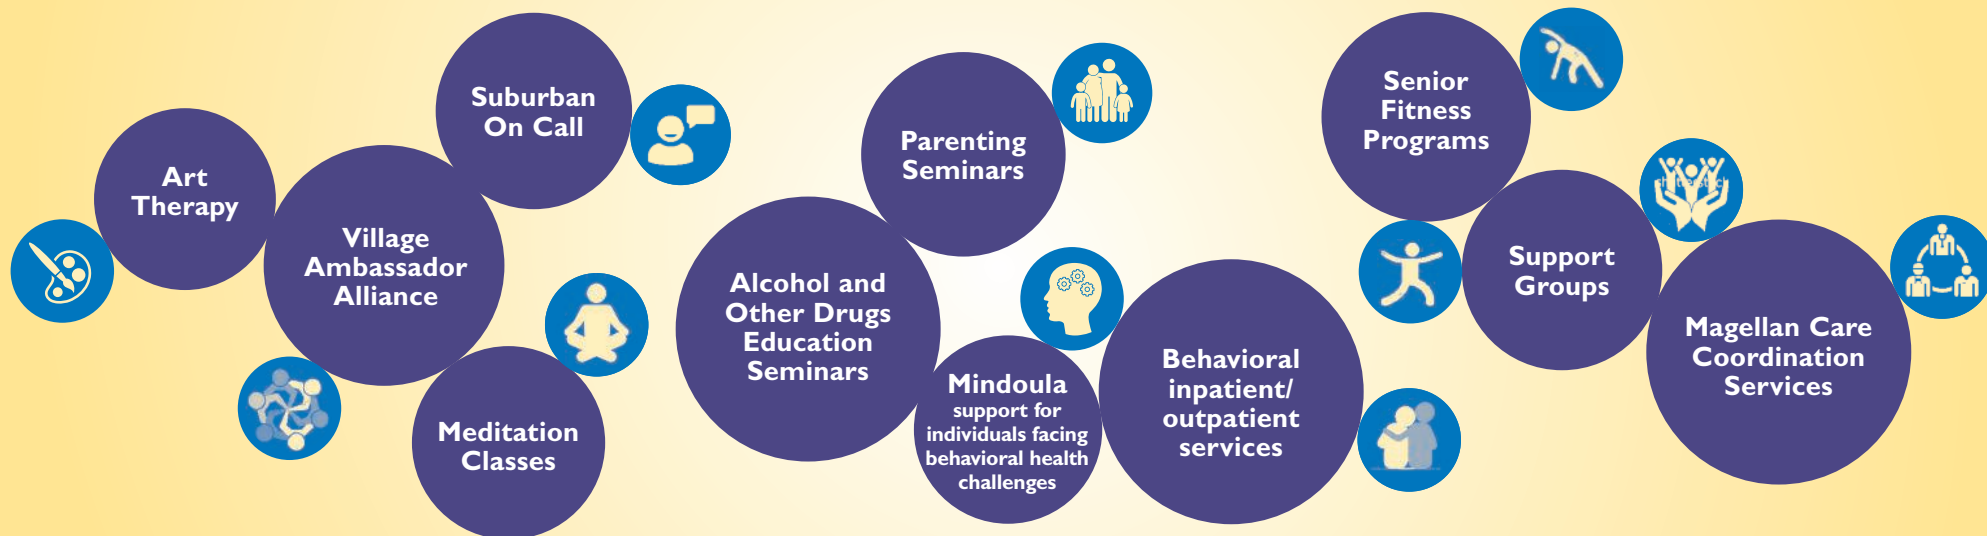 Art
Therapy
Suburban
On Call
Village
Ambassador
Alliance
Meditation
Classes
Parenting
Seminars
Alcohol and
Other Drugs
Education
Seminars
Mindoula
support for
individuals facing
behavioral health
challenges
Behavioral
inpatient/
outpatient
services
Senior
Fitness
Programs
Support
Groups
Magellan Care
Coordination
Services